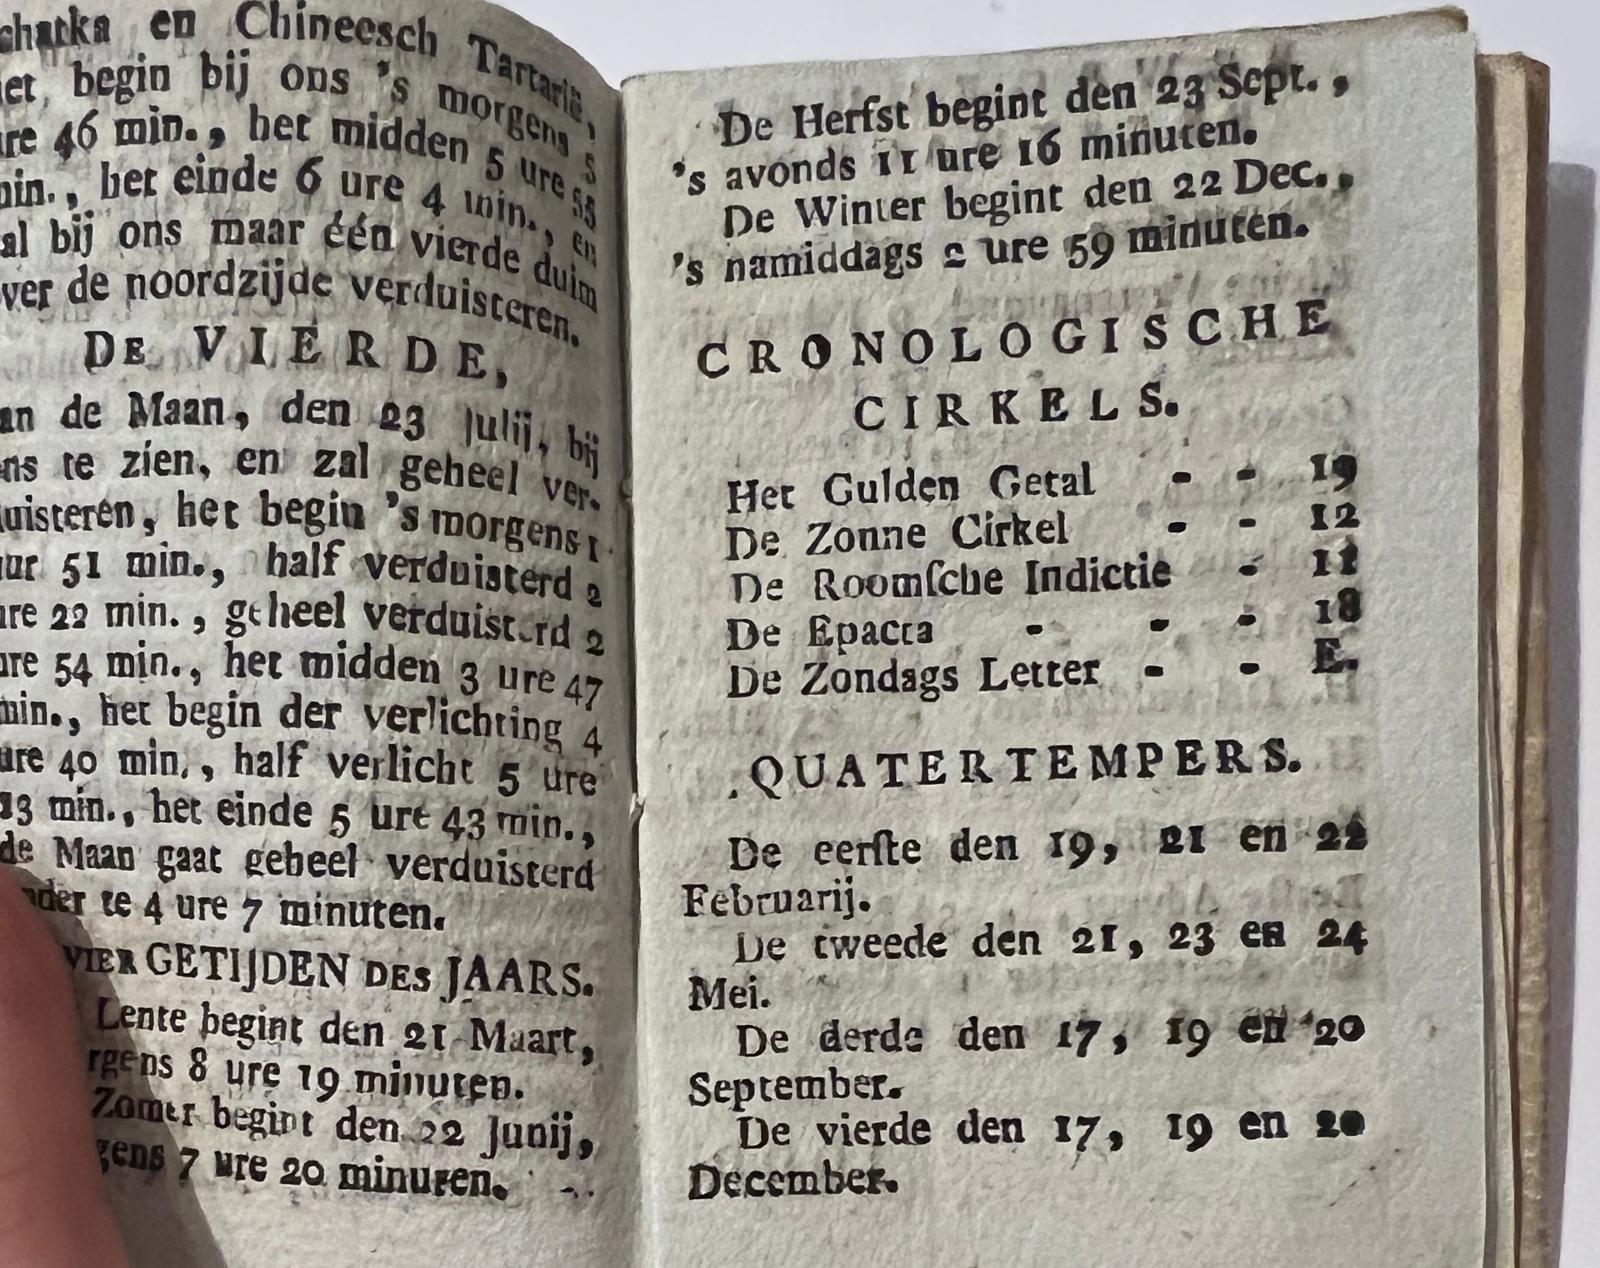 chatka en Chineesch Tartarië,
et, begin bij ons 's morgens 5
ure 46 min., het midden 5 ure 55
min., het einde 6 ure 4 min., en
al bij ons maar één vierde duim
ver de noordzijde verduisteren.
DE VIERDE,
an de Maan, den 23 Julij, bij
ns te zien, en zal geheel ver-
uisteren, het begin 's morgens 1
uur 51 min., half verduisterd 2
ure 22 min., geheel verduisterd 2
ure 54 min., het midden 3 ure 47
min., het begin der verlichting 4
ure 40 min., half verlicht 5 ure
13 min., het einde 5 ure 43 min.,
de Maan gaat geheel verduisterd
nder te 4 ure 7 minuten.
VIER GETIJDEN DES JAARS.
Lente begint den 21 Maart,
rgens 8 ure 19 minuten.
Zomer begint den 22 Junij,
gens 7 ure 20 minuten.
De Herfst begint den 23 Sept.,
's avonds 11 ure 16 minuten.
De Winter begint den 22 Dec.,
's namiddags 2 ure 59 minuten.
CRONOLOGISCHE
CIRKELS.
Het Gulden Getal - - 19
De Zonne Cirkel - - 12
De Roomſche Indictie - 11
De Epacta - - - 18
De Zondags Letter - - E.
QUATERTEMPERS.
De eerſte den 19, 21 en 22
Februarij.
De tweede den 21, 23 en 24
Mei.
De derde den 17, 19 en 20
September.
De vierde den 17, 19 en 20
December.